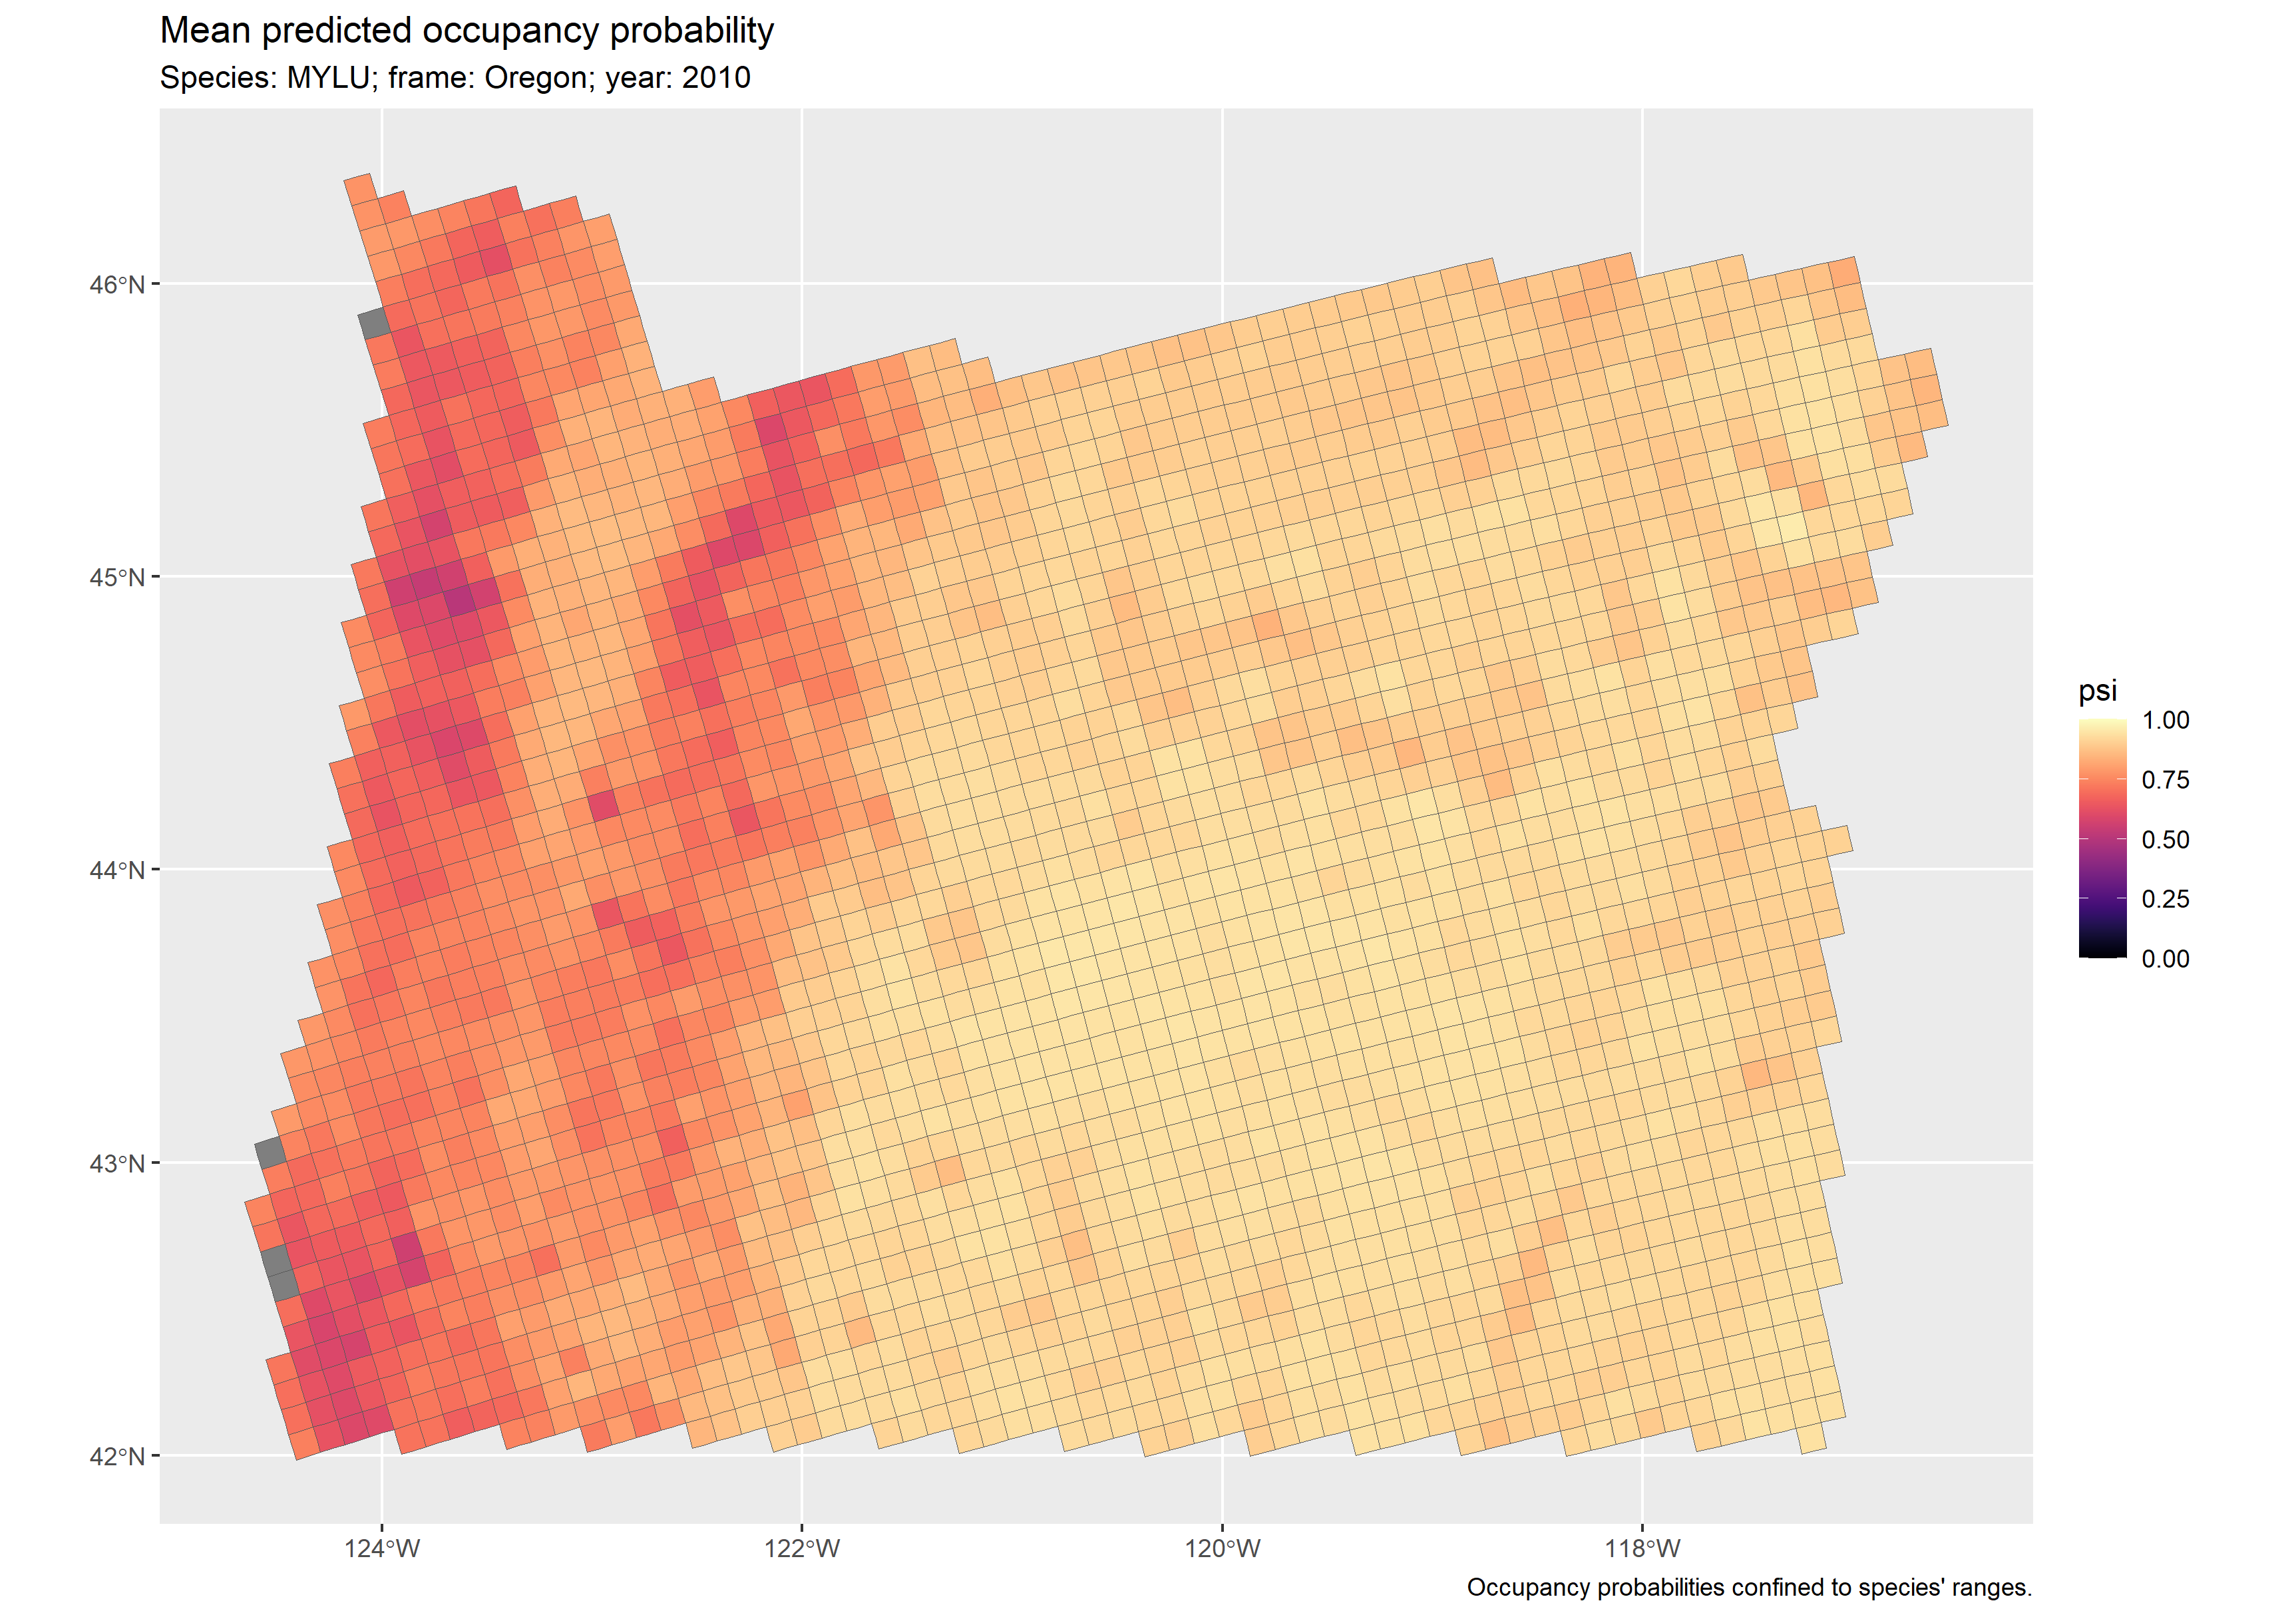 Mean predicted occupancy probability
Species: MYLU; frame: Oregon; year: 2010
46°N
45°N
44°N
43°N
42°N
124°W
122°W
120°W
118°W
psi
1.00
0.75
0.50
0.25
0.00
Occupancy probabilities confined to species' ranges.